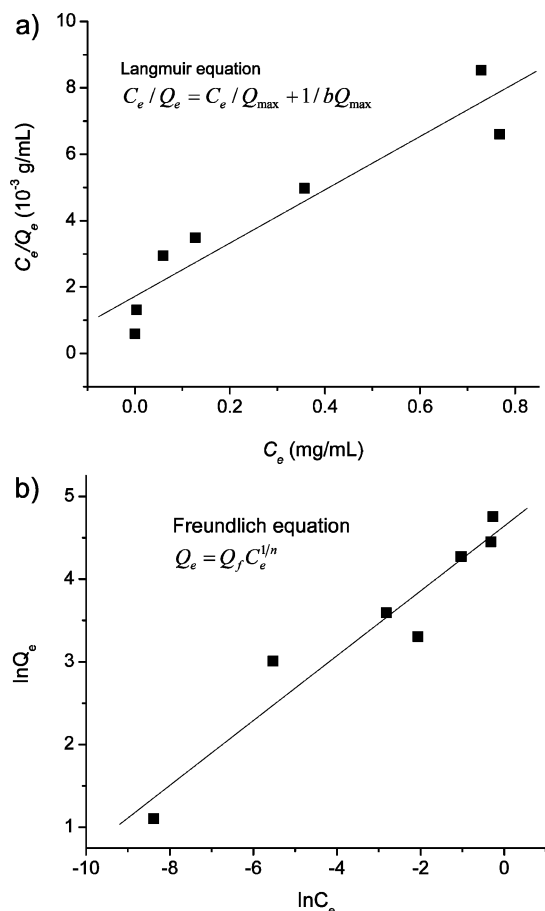 a)
10
8
6
4
2
0
C_e/Q_e (10^-3 g/mL)
Langmuir equation
C_e / Q_e = C_e / Q_max + 1/bQ_max
0.0 0.2 0.4 0.6 0.8
C_e (mg/mL)
b)
5
4
3
2
1
lnQ_e
Freundlich equation
Q_e = Q_f C_e^1/n
-10 -8 -6 -4 -2 0
lnC_e